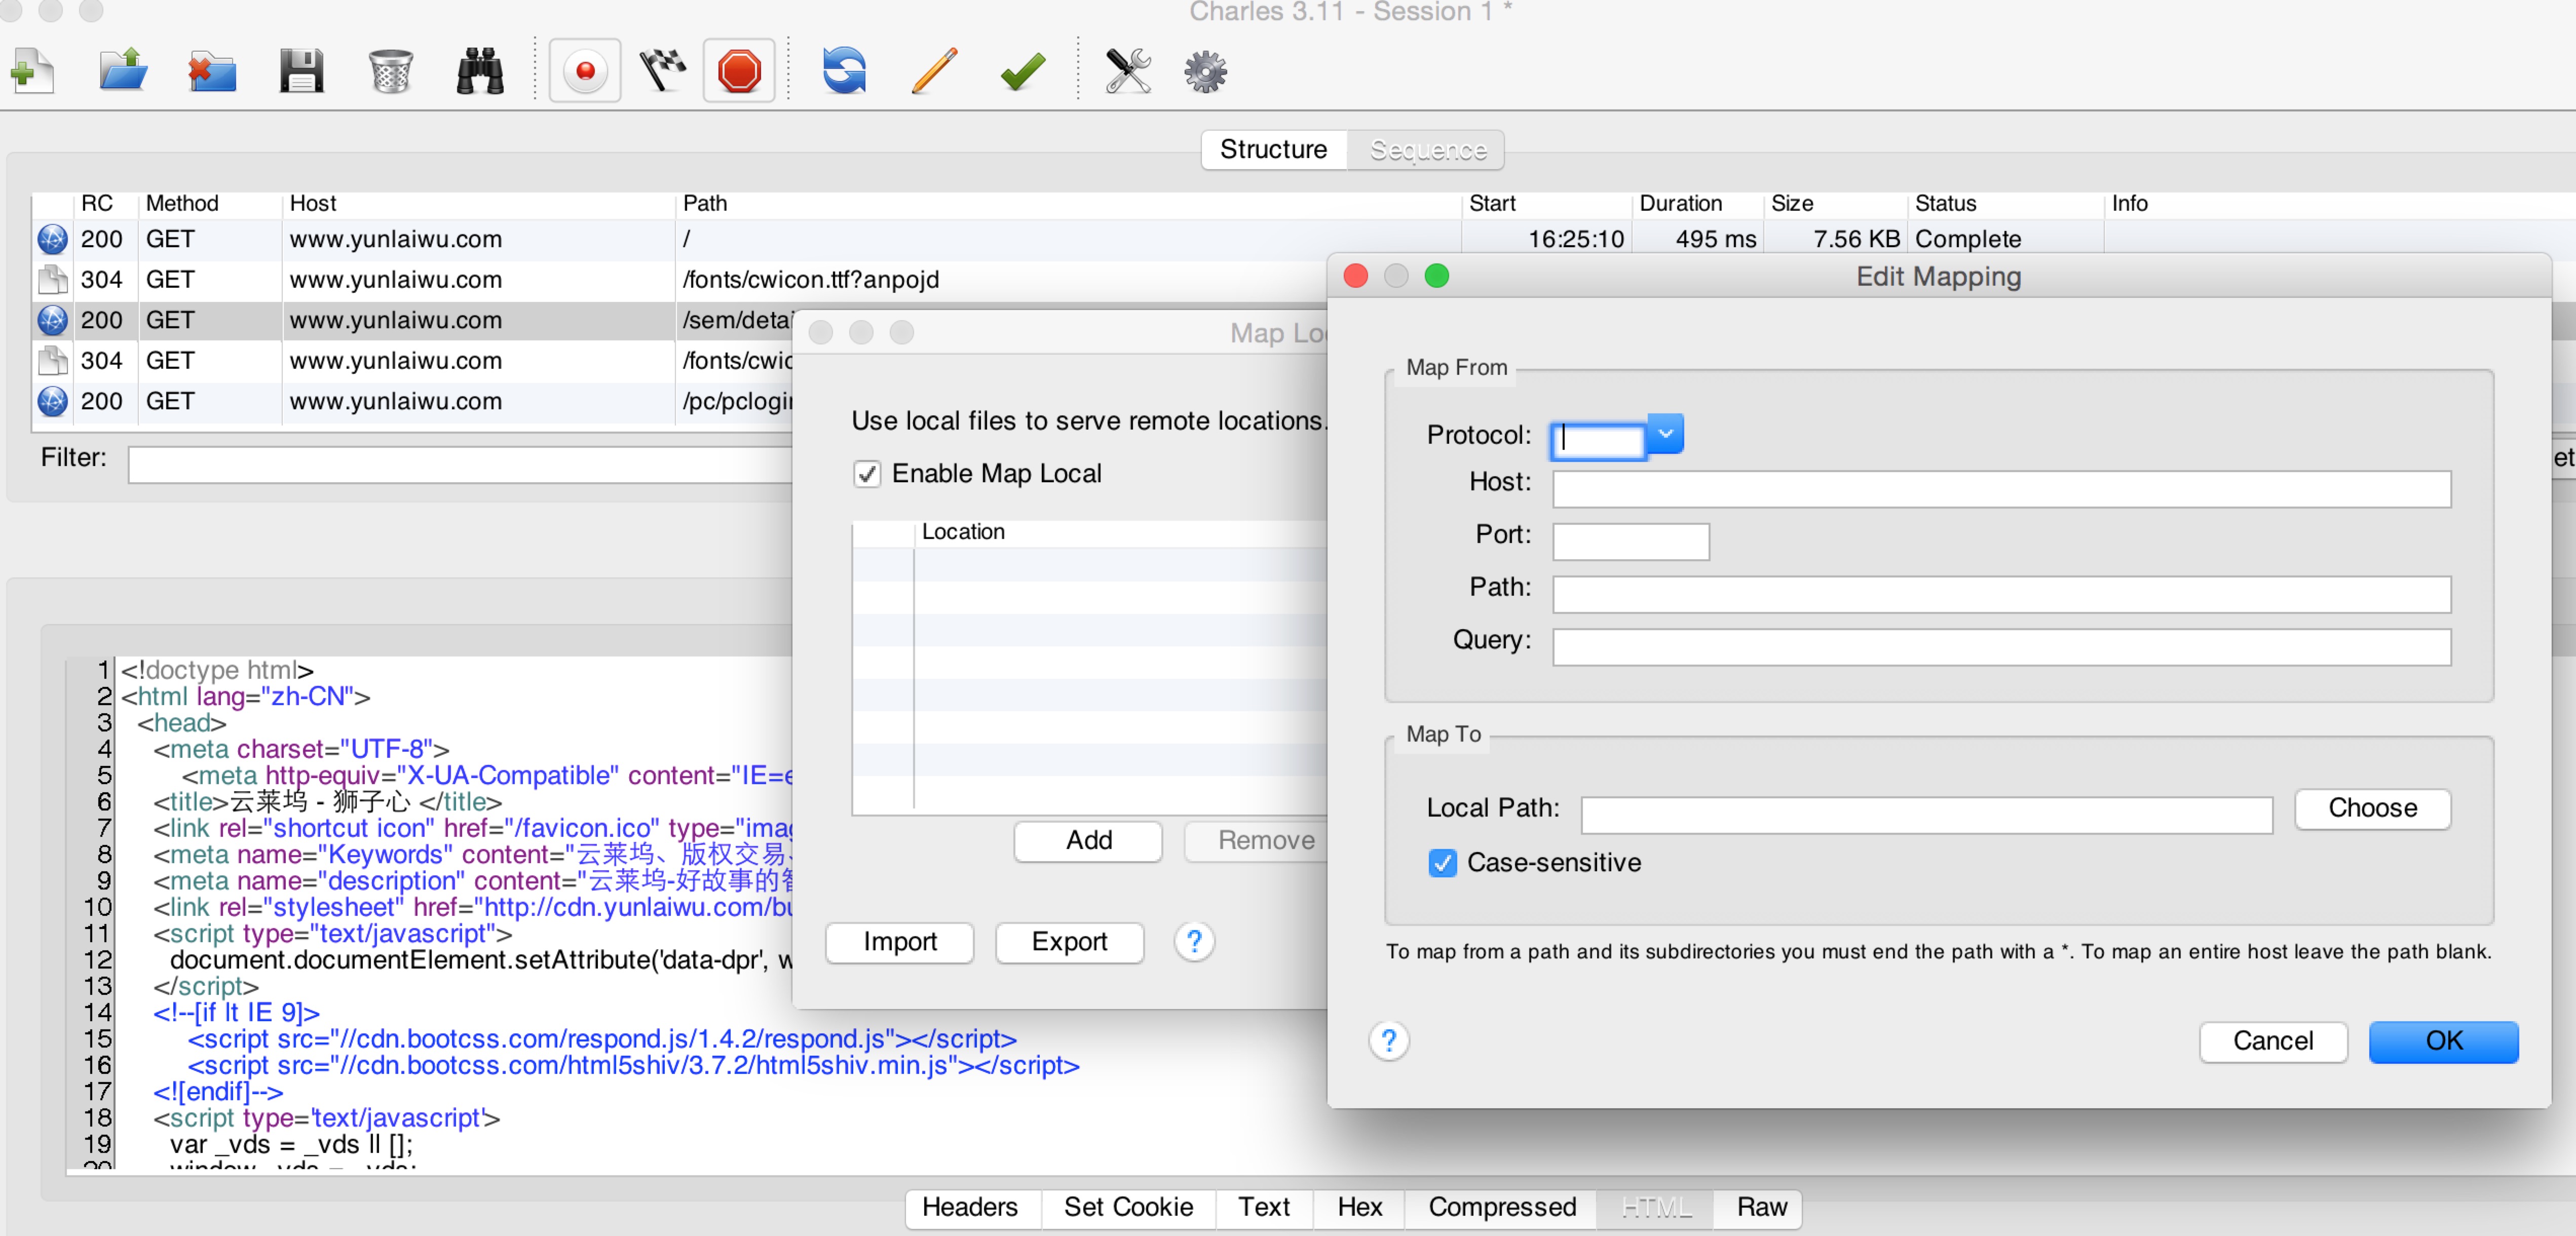 Charles 3.11 - Session 1 *
Structure Sequence
RC Method Host Path Start Duration Size Status Info
200 GET www.yunlaiwu.com / 16:25:10 495 ms 7.56 KB Complete
304 GET www.yunlaiwu.com /fonts/cwicon.ttf?anpojd
200 GET www.yunlaiwu.com /sem/detai
304 GET www.yunlaiwu.com /fonts/cwic
200 GET www.yunlaiwu.com /pc/pclogin
Filter:
et
Map Loc
Use local files to serve remote locations.
Enable Map Local
Location
Add Remove
Import Export ?
Edit Mapping
Map From
Protocol:
Host:
Port:
Path:
Query:
Map To
Local Path: Choose
Case-sensitive
To map from a path and its subdirectories you must end the path with a *. To map an entire host leave the path blank.
? Cancel OK
1 <!doctype html>
2 <html lang="zh-CN">
3 <head>
4 <meta charset="UTF-8">
5 <meta http-equiv="X-UA-Compatible" content="IE=e
6 <title>云莱坞 - 狮子心 </title>
7 <link rel="shortcut icon" href="/favicon.ico" type="imag
8 <meta name="Keywords" content="云莱坞、版权交易、
9 <meta name="description" content="云莱坞-好故事的智
10 <link rel="stylesheet" href="http://cdn.yunlaiwu.com/bu
11 <script type="text/javascript">
12 document.documentElement.setAttribute('data-dpr', w
13 </script>
14 <!--[if lt IE 9]>
15 <script src="//cdn.bootcss.com/respond.js/1.4.2/respond.js"></script>
16 <script src="//cdn.bootcss.com/html5shiv/3.7.2/html5shiv.min.js"></script>
17 <![endif]-->
18 <script type='text/javascript'>
19 var _vds = _vds || [];
20 window._vds = _vds;
Headers Set Cookie Text Hex Compressed HTML Raw